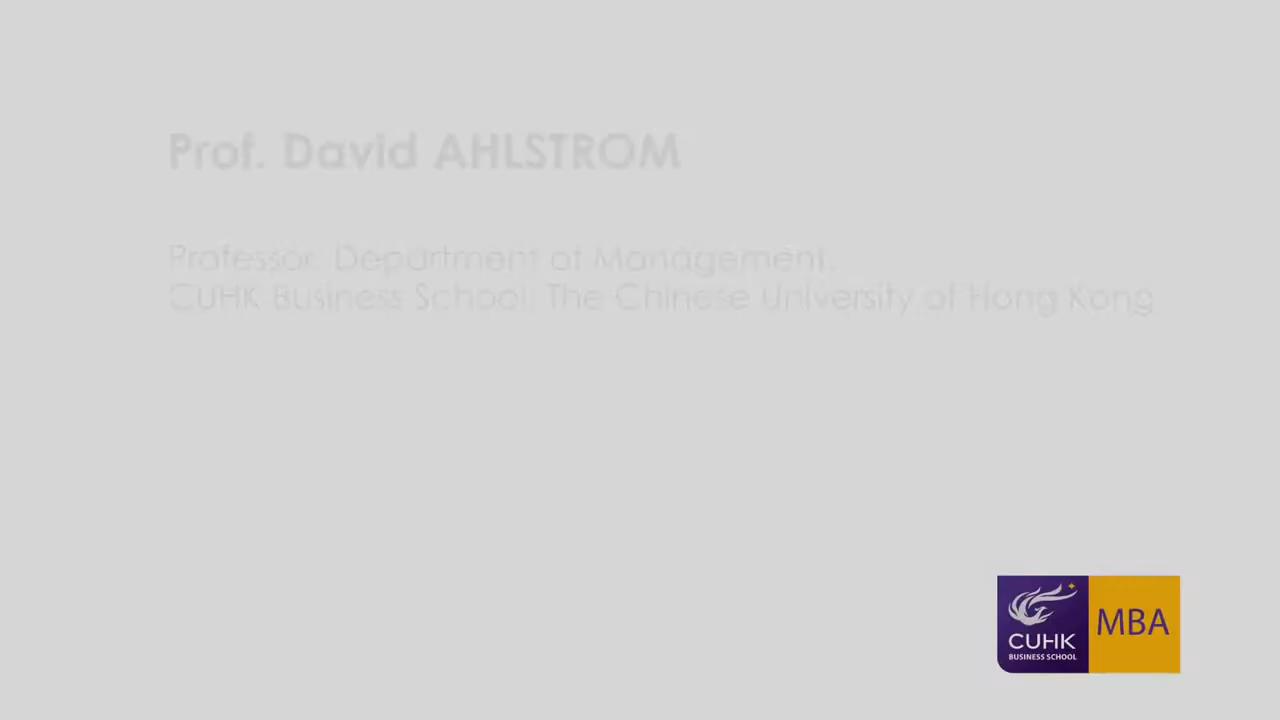 Prof. David AHLSTROM
Professor, Department of Management,
CUHK Business School, The Chinese University of Hong Kong
CUHK
BUSINESS SCHOOL
MBA